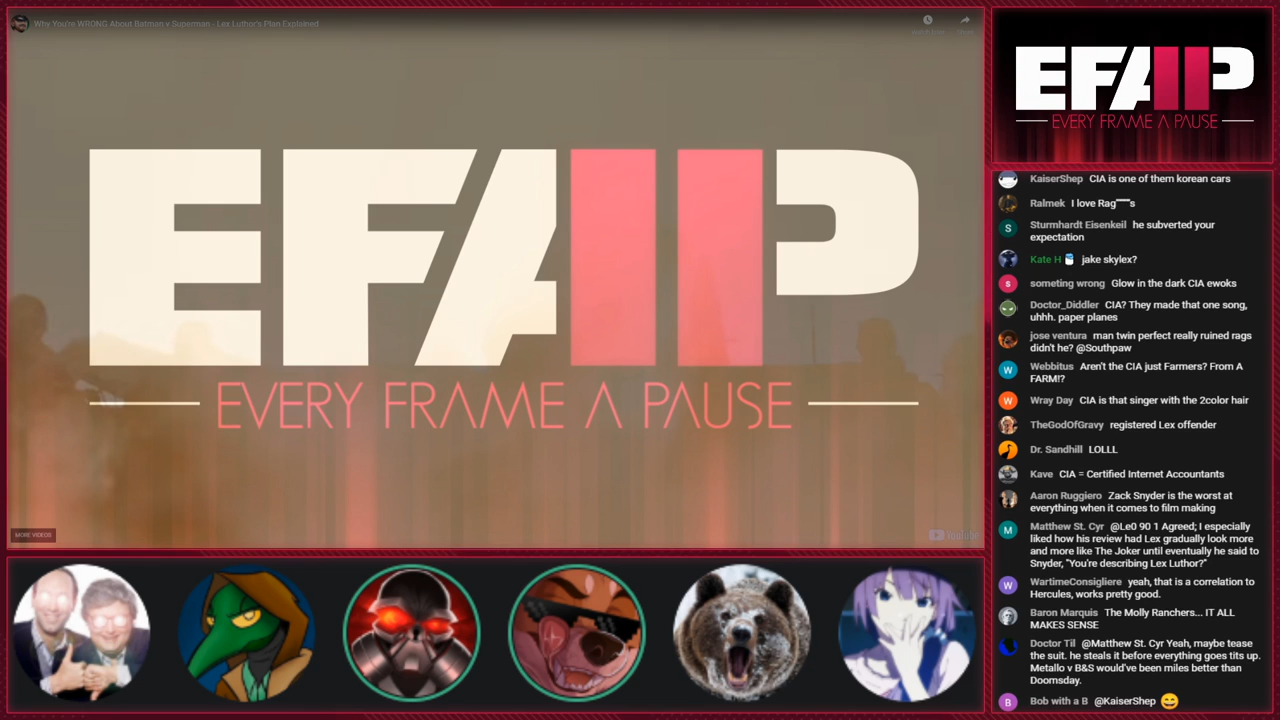 Why You're WRONG About Batman v Superman - Lex Luthor's Plan Explained
EFAP
EVERY FRAME A PAUSE
MORE VIDEOS
YouTube
EFAP
EVERY FRAME A PAUSE
KaiserShep CIA is one of them korean cars
Ralmek I love Rag"""s
Sturmhardt Eisenkeil he subverted your
expectation
Kate H jake skylex?
someting wrong Glow in the dark CIA ewoks
Doctor_Diddler CIA? They made that one song,
uhhh. paper planes
jose ventura man twin perfect really ruined rags
didn't he? @Southpaw
Webbitus Aren't the CIA just Farmers? From A
FARM!?
Wray Day CIA is that singer with the 2color hair
TheGodOfGravy registered Lex offender
Dr. Sandhill LOLLL
Kave CIA = Certified Internet Accountants
Aaron Ruggiero Zack Snyder is the worst at
everything when it comes to film making
Matthew St. Cyr @Le0 90 1 Agreed; I especially
liked how his review had Lex gradually look more
and more like The Joker until eventually he said to
Snyder, "You're describing Lex Luthor?"
WartimeConsigliere yeah, that is a correlation to
Hercules, works pretty good.
Baron Marquis The Molly Ranchers... IT ALL
MAKES SENSE
Doctor Til @Matthew St. Cyr Yeah, maybe tease
the suit. he steals it before everything goes tits up.
Metallo v B&S would've been miles better than
Doomsday.
Bob with a B @KaiserShep